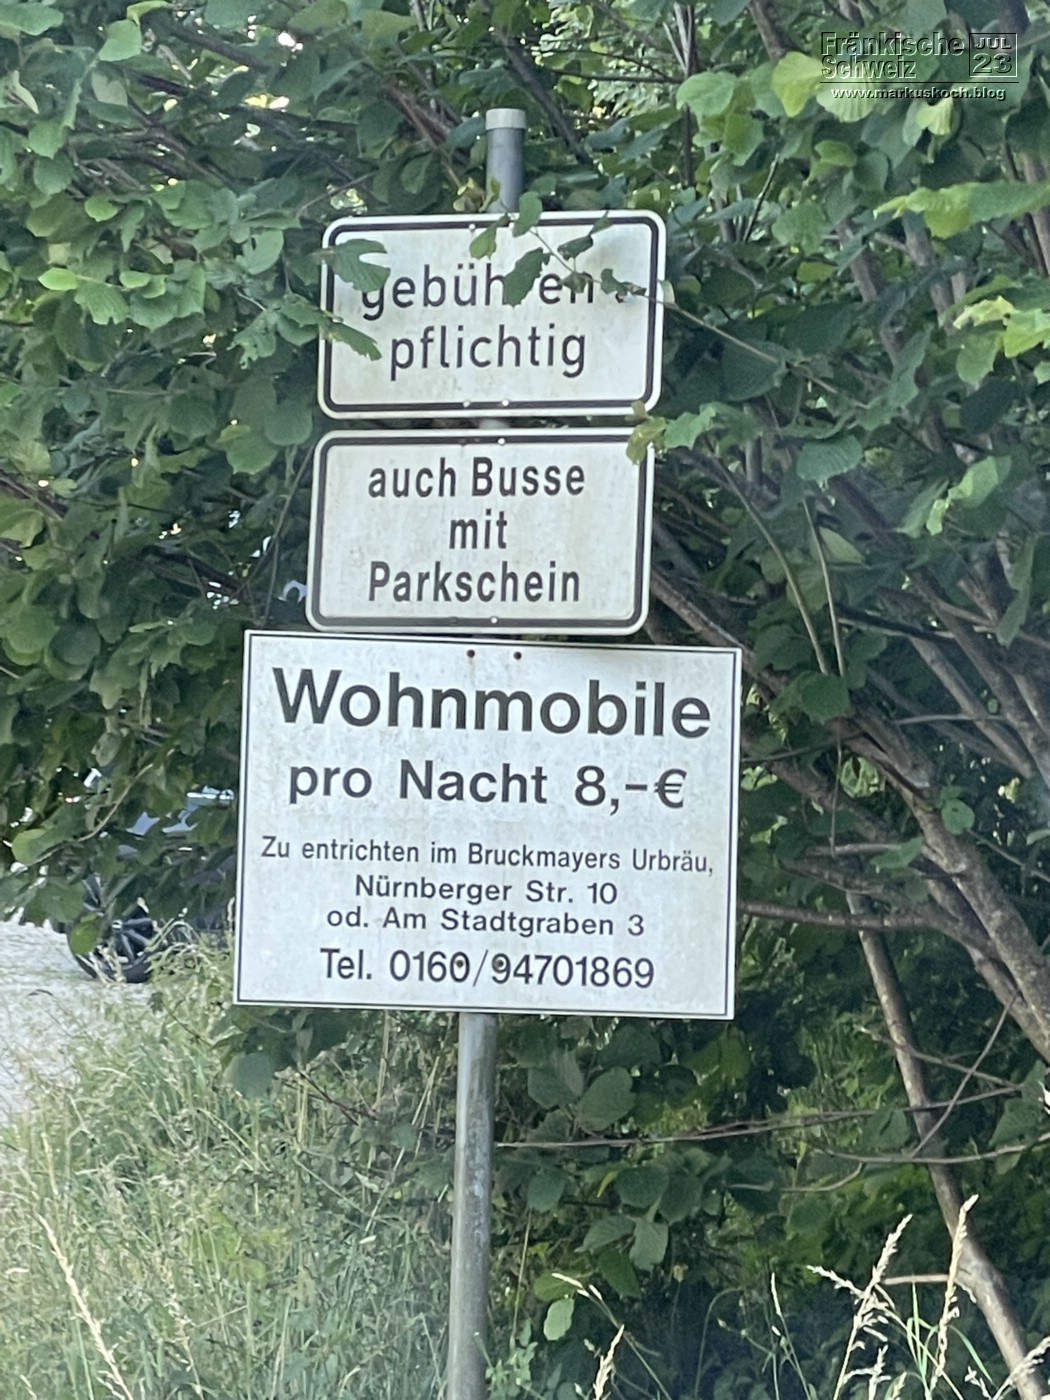 Fränkische
Schweiz
JUL
23
www.markuskoch.blog
gebühren-
pflichtig
auch Busse
mit
Parkschein
Wohnmobile
pro Nacht 8,-€
Zu entrichten im Bruckmayers Urbräu,
Nürnberger Str. 10
od. Am Stadtgraben 3
Tel. 0160/94701869